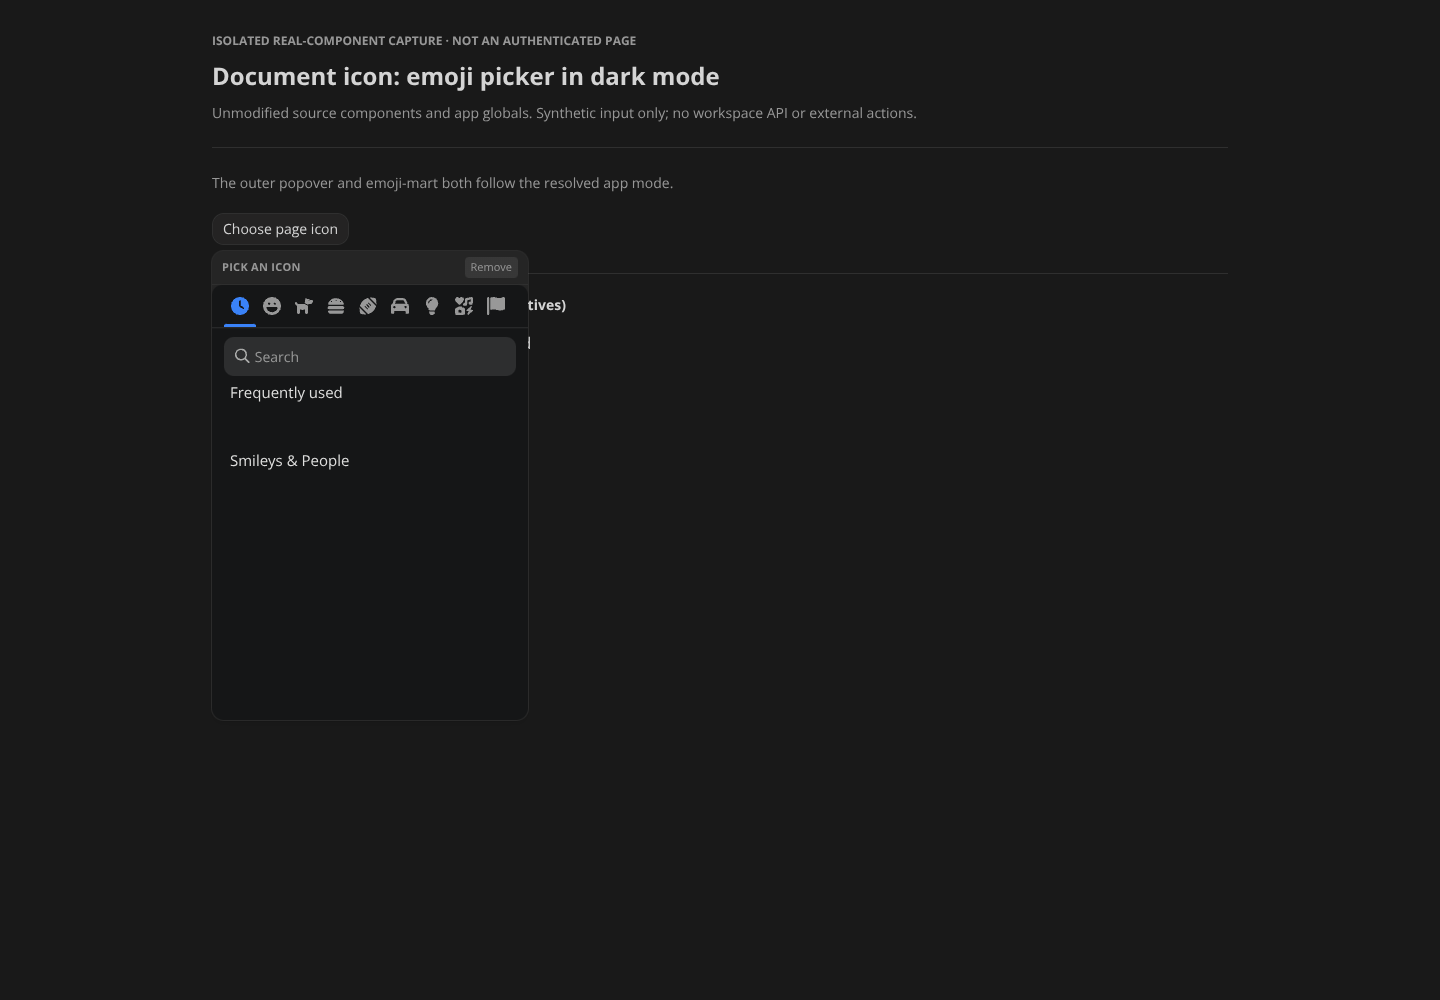 ISOLATED REAL-COMPONENT CAPTURE · NOT AN AUTHENTICATED PAGE
Document icon: emoji picker in dark mode
Unmodified source components and app globals. Synthetic input only; no workspace API or external actions.
The outer popover and emoji-mart both follow the resolved app mode.
Choose page icon
PICK AN ICON
Remove
tives)
Search
Frequently used
Smileys & People